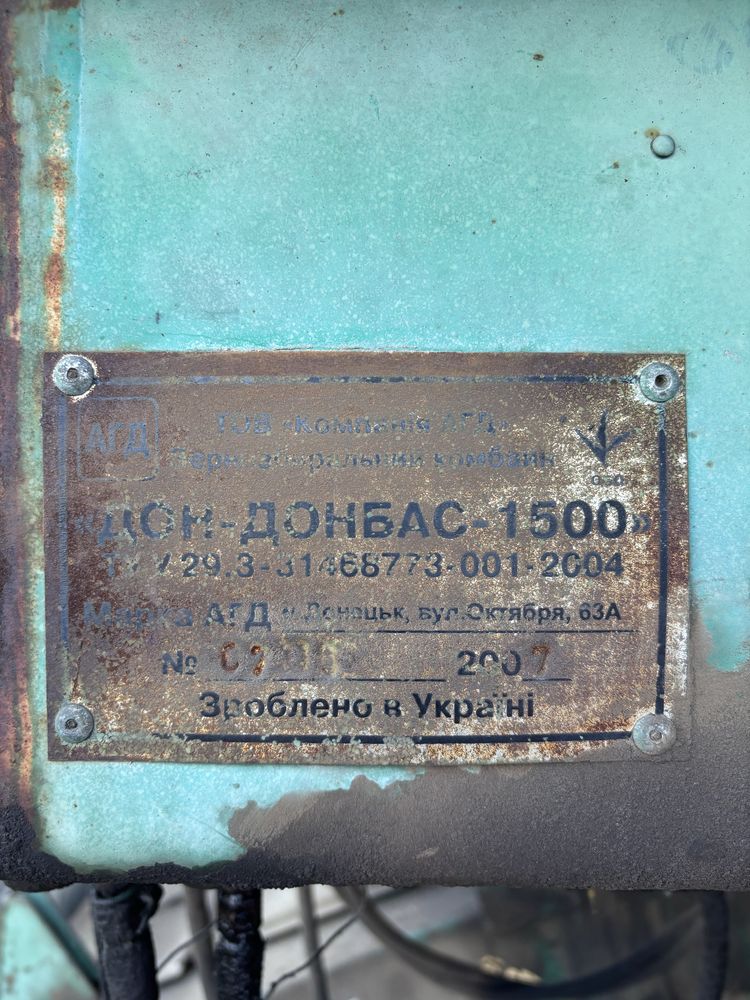 АГД
ТОВ «Компанія АГД»
Зернозбиральний комбайн
«ДОН-ДОНБАС-1500»
ТУ У 29.3-31468773-001-2004
Марка АГД м.Донецьк, бул.Октября, 63А
№ 2007
Зроблено в Україні